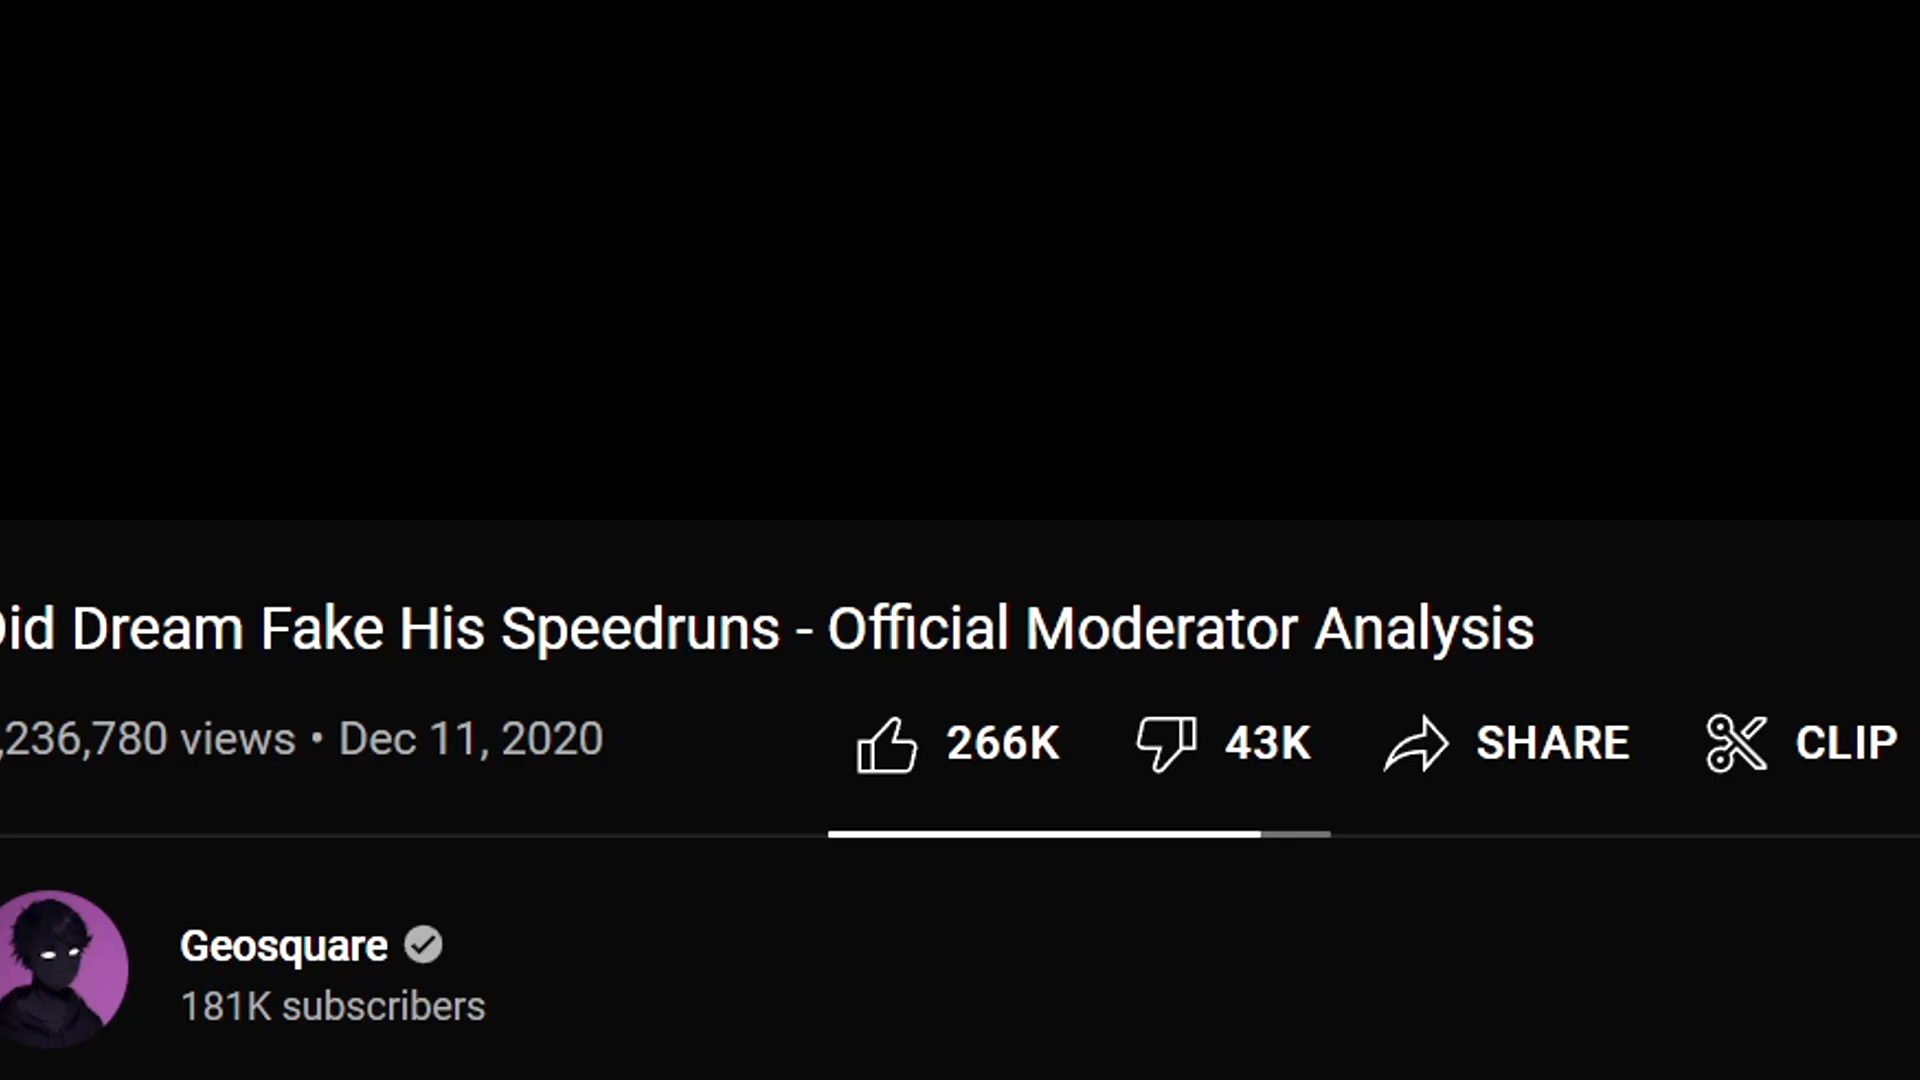 Did Dream Fake His Speedruns - Official Moderator Analysis
,236,780 views • Dec 11, 2020
266K 43K SHARE CLIP
Geosquare
181K subscribers